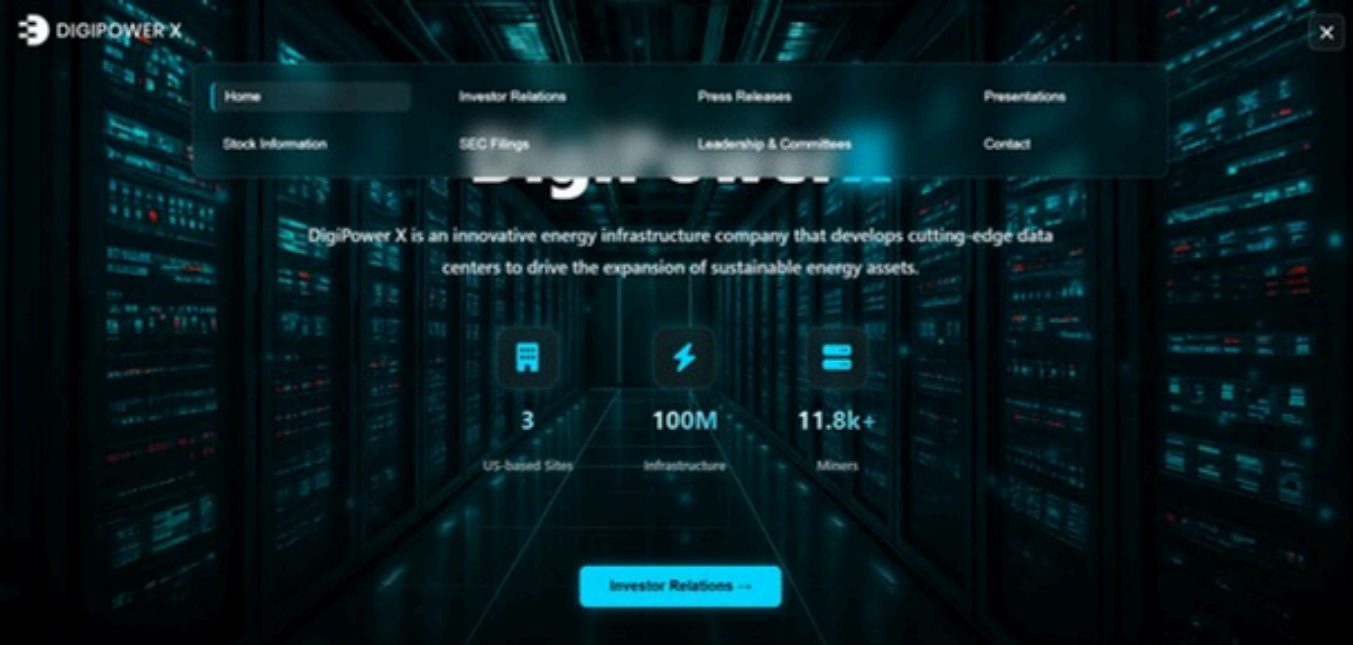 DIGIPOWER X
Home
Investor Relations
Press Releases
Presentations
Stock Information
SEC Filings
Leadership & Committees
Contact
DigiPowerX
DigiPower X is an innovative energy infrastructure company that develops cutting-edge data
centers to drive the expansion of sustainable energy assets.
3
100M
11.8k+
US-based Sites
Infrastructure
Miners
Investor Relations →